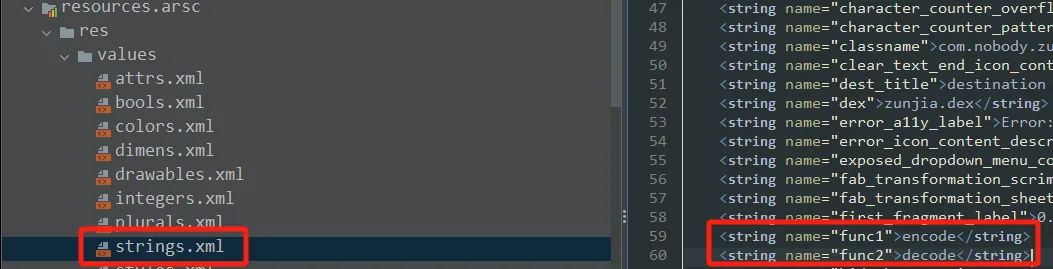 resources.arsc
res
values
attrs.xml
bools.xml
colors.xml
dimens.xml
drawables.xml
integers.xml
plurals.xml
strings.xml
47 <string name="character_counter_overfl
48 <string name="character_counter_patter
49 <string name="classname">com.nobody.zu
50 <string name="clear_text_end_icon_cont
51 <string name="dest_title">destination
52 <string name="dex">zunjia.dex</string>
53 <string name="error_a11y_label">Error:
54 <string name="error_icon_content_descr
55 <string name="exposed_dropdown_menu_co
56 <string name="fab_transformation_scrim
57 <string name="fab_transformation_sheet
58 <string name="first_fragment_label">0.
59 <string name="func1">encode</string>
60 <string name="func2">decode</string>